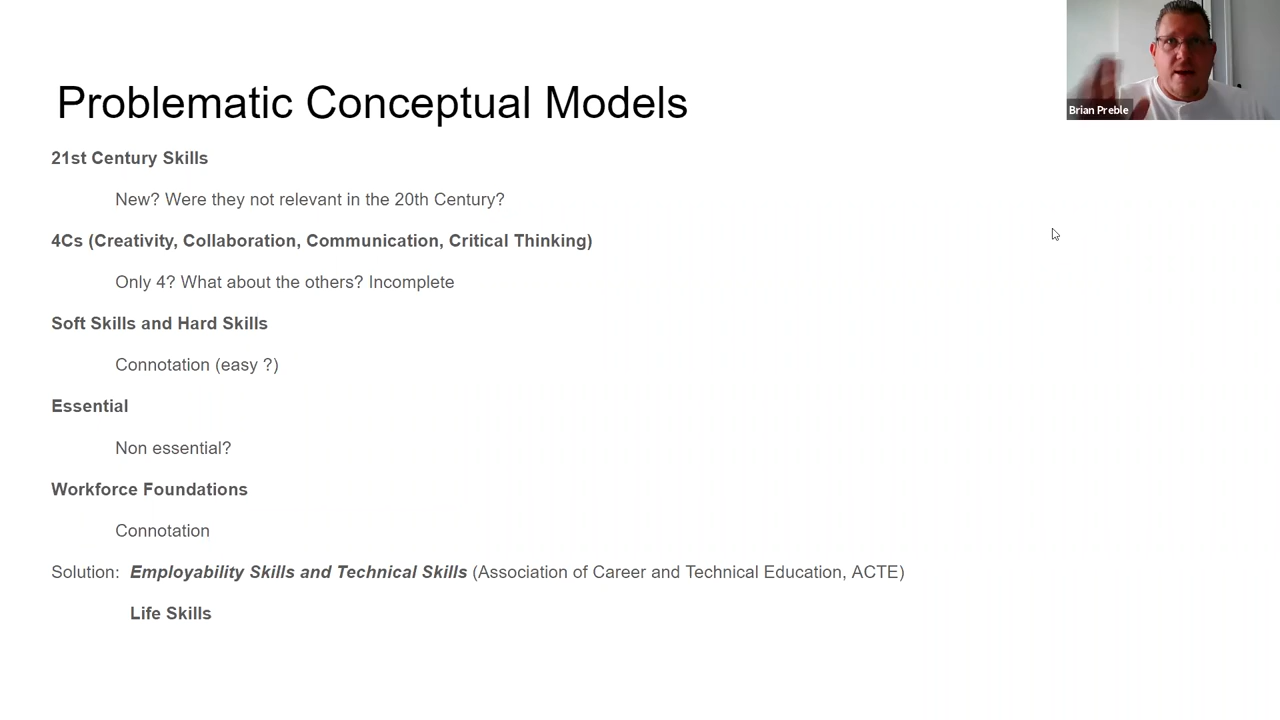 Problematic Conceptual Models
Brian Preble
21st Century Skills
New? Were they not relevant in the 20th Century?
4Cs (Creativity, Collaboration, Communication, Critical Thinking)
Only 4? What about the others? Incomplete
Soft Skills and Hard Skills
Connotation (easy ?)
Essential
Non essential?
Workforce Foundations
Connotation
Solution: Employability Skills and Technical Skills (Association of Career and Technical Education, ACTE)
Life Skills